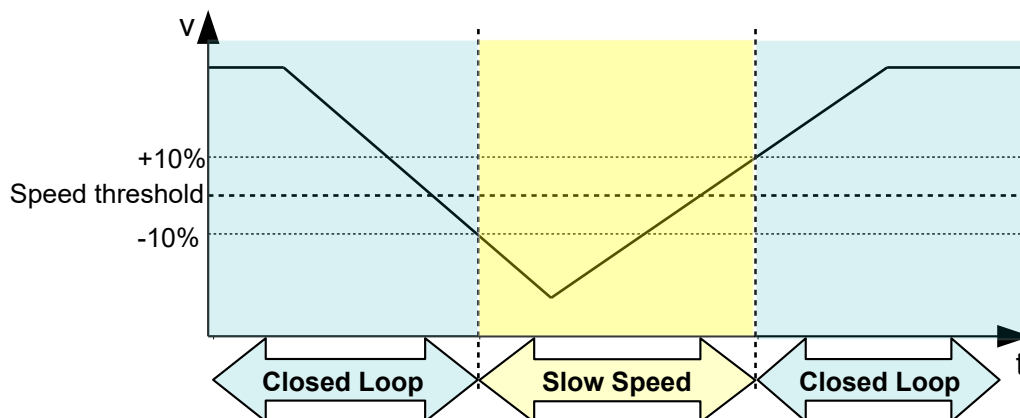 v
+10%
Speed threshold
-10%
t
Closed Loop Slow Speed Closed Loop